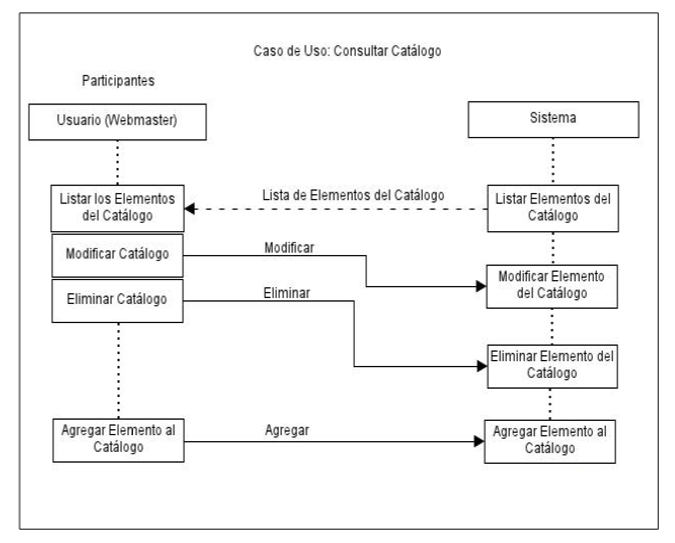 Caso de Uso: Consultar Catálogo
Participantes
Usuario (Webmaster)
Sistema
Listar los Elementos
del Catálogo
Lista de Elementos del Catálogo
Listar Elementos del
Catálogo
Modificar Catálogo
Modificar
Modificar Elemento
del Catálogo
Eliminar Catálogo
Eliminar
Eliminar Elemento del
Catálogo
Agregar Elemento al
Catálogo
Agregar
Agregar Elemento al
Catálogo